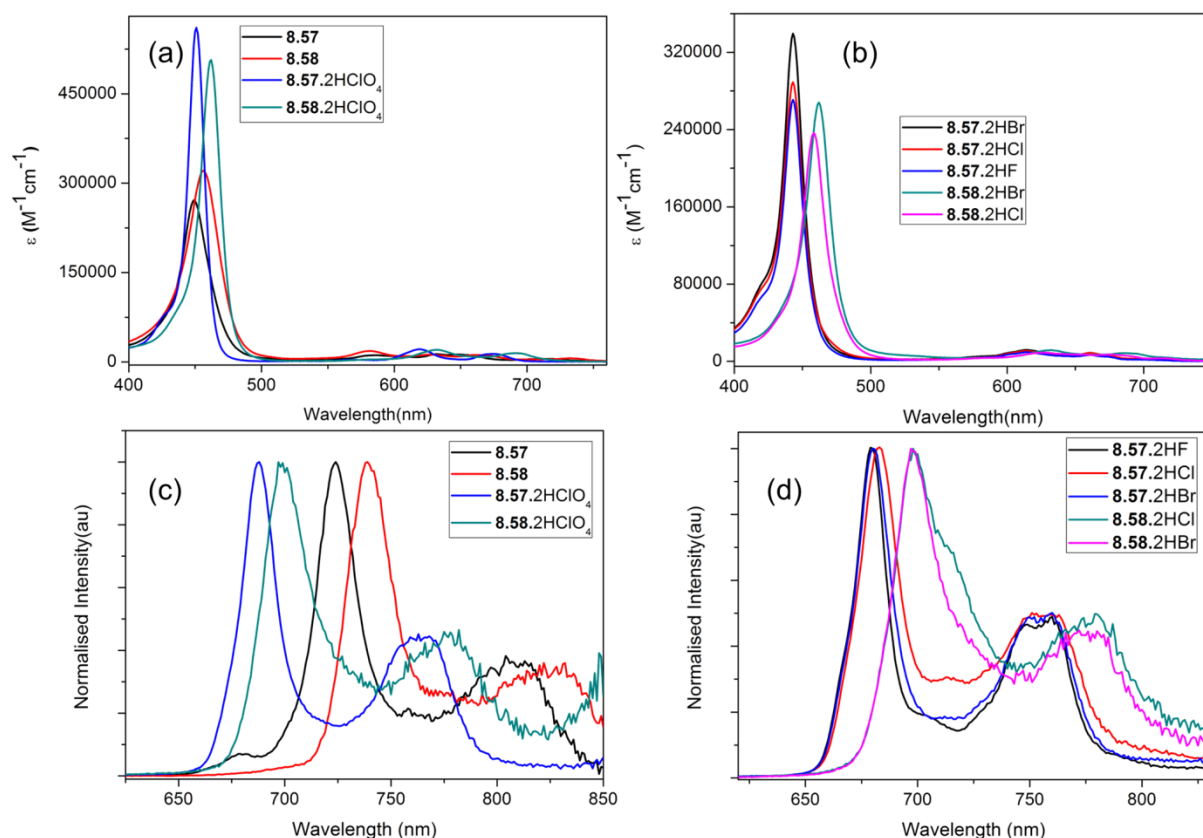 (a)
8.57
8.58
8.57.2HClO₄
8.58.2HClO₄
ε (M⁻¹cm⁻¹)
450000
300000
150000
0
400 500 600 700
Wavelength(nm)
(b)
8.57.2HBr
8.57.2HCl
8.57.2HF
8.58.2HBr
8.58.2HCl
ε (M⁻¹cm⁻¹)
320000
240000
160000
80000
0
400 500 600 700
Wavelength(nm)
(c)
8.57
8.58
8.57.2HClO₄
8.58.2HClO₄
Normalised Intensity(au)
650 700 750 800 850
Wavelength (nm)
(d)
8.57.2HF
8.57.2HCl
8.57.2HBr
8.58.2HCl
8.58.2HBr
Normalised Intensity(au)
650 700 750 800
Wavelength (nm)